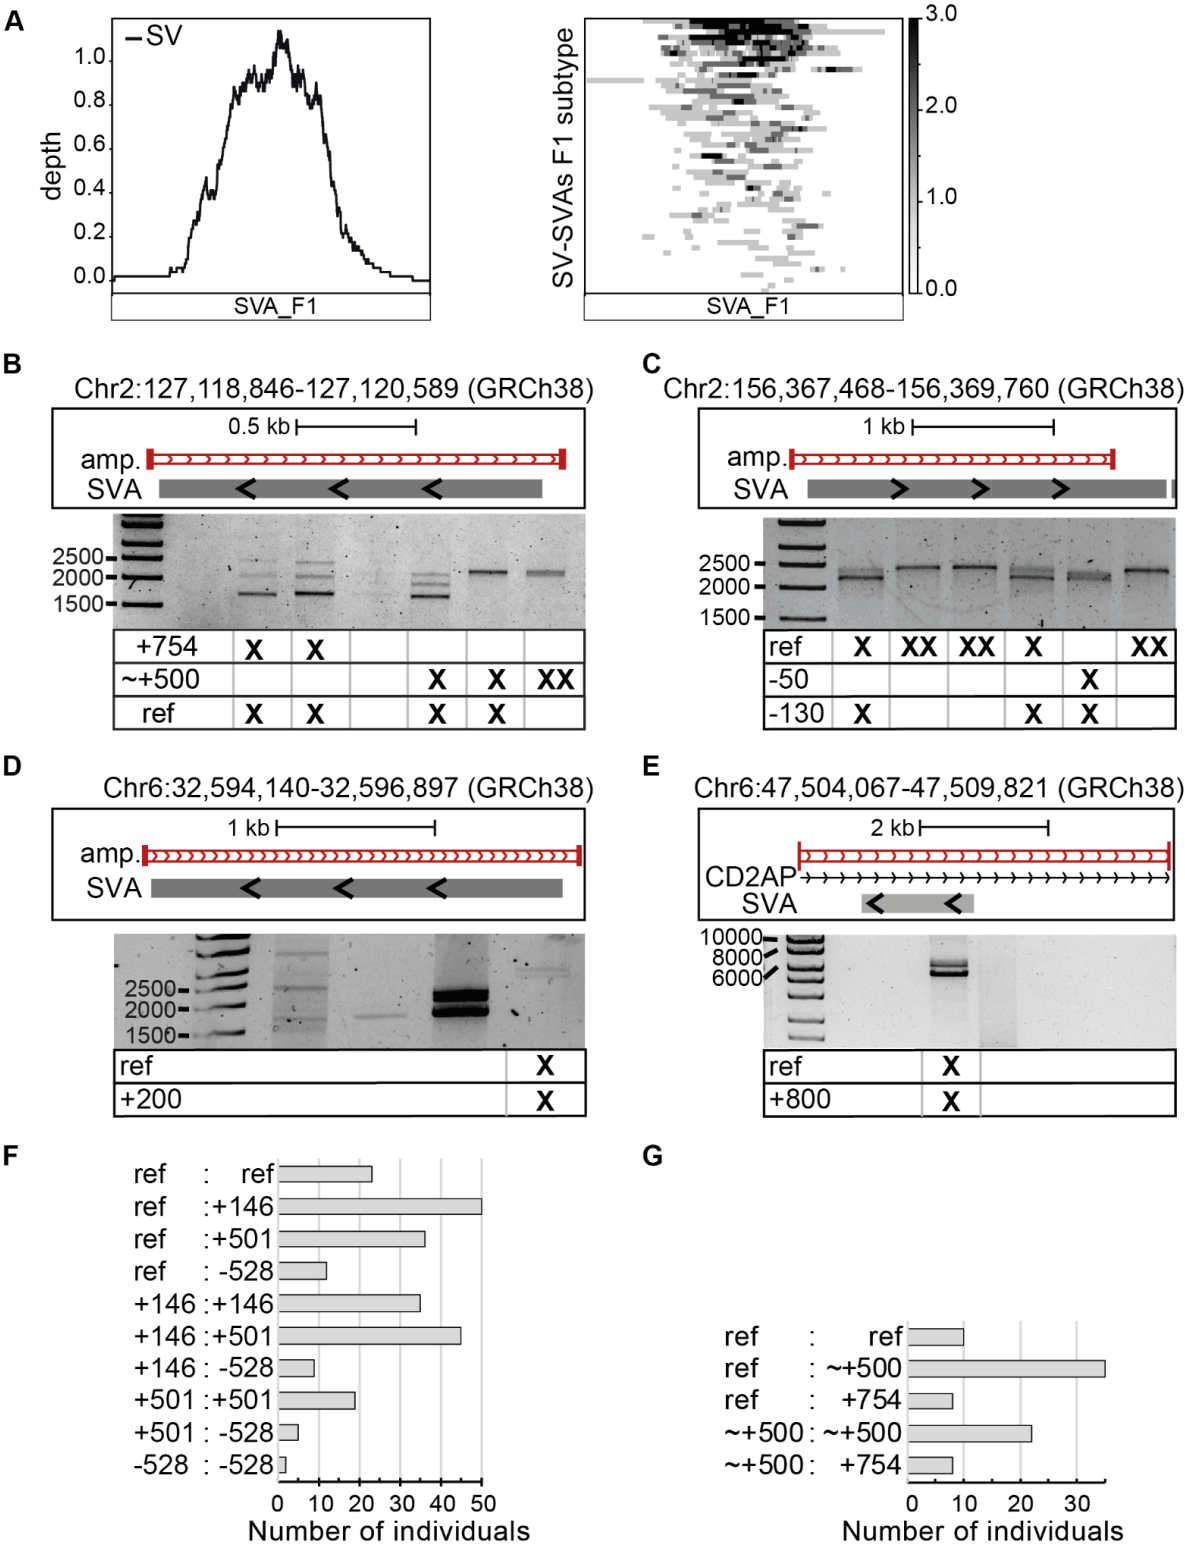 A
SV
depth
1.0
0.8
0.6
0.4
0.2
0.0
SVA_F1
SV-SVAs F1 subtype
SVA_F1
3.0
2.0
1.0
0.0
B
Chr2:127,118,846-127,120,589 (GRCh38)
0.5 kb
amp.
SVA
2500
2000
1500
+754 X X
~+500 X X XX
ref X X X X
C
Chr2:156,367,468-156,369,760 (GRCh38)
1 kb
amp.
SVA
2500
2000
1500
ref X XX XX X XX
-50 X
-130 X X X
D
Chr6:32,594,140-32,596,897 (GRCh38)
1 kb
amp.
SVA
2500
2000
1500
ref X
+200 X
E
Chr6:47,504,067-47,509,821 (GRCh38)
2 kb
amp.
CD2AP
SVA
10000
8000
6000
ref X
+800 X
F
ref : ref
ref :+146
ref :+501
ref : -528
+146 :+146
+146 :+501
+146 : -528
+501 :+501
+501 : -528
-528 : -528
0 10 20 30 40 50
Number of individuals
G
ref : ref
ref : ~+500
ref : +754
~+500 : ~+500
~+500 : +754
0 10 20 30
Number of individuals